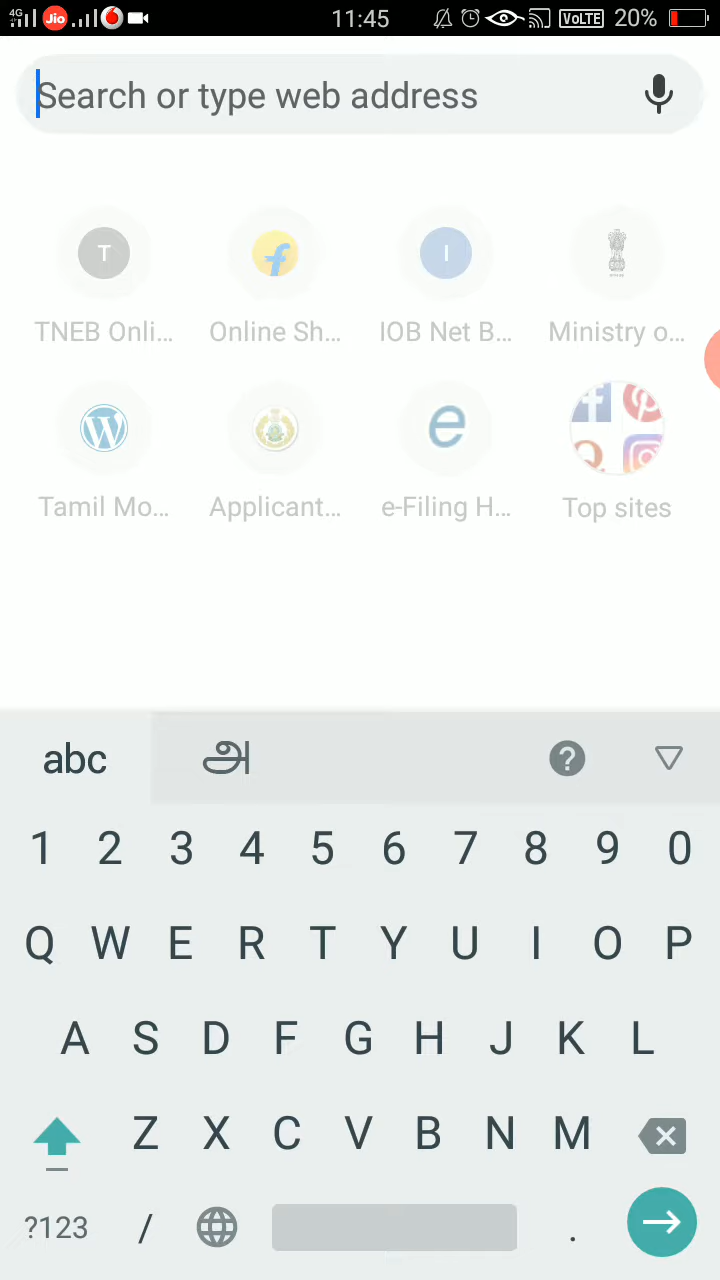 4G Jio 11:45 VoLTE 20%
Search or type web address
T f I
TNEB Onli... Online Sh... IOB Net B... Ministry o...
W e f
Tamil Mo... Applicant... e-Filing H... Top sites
abc அ ?
1 2 3 4 5 6 7 8 9 0
Q W E R T Y U I O P
A S D F G H J K L
Z X C V B N M
?123 / .